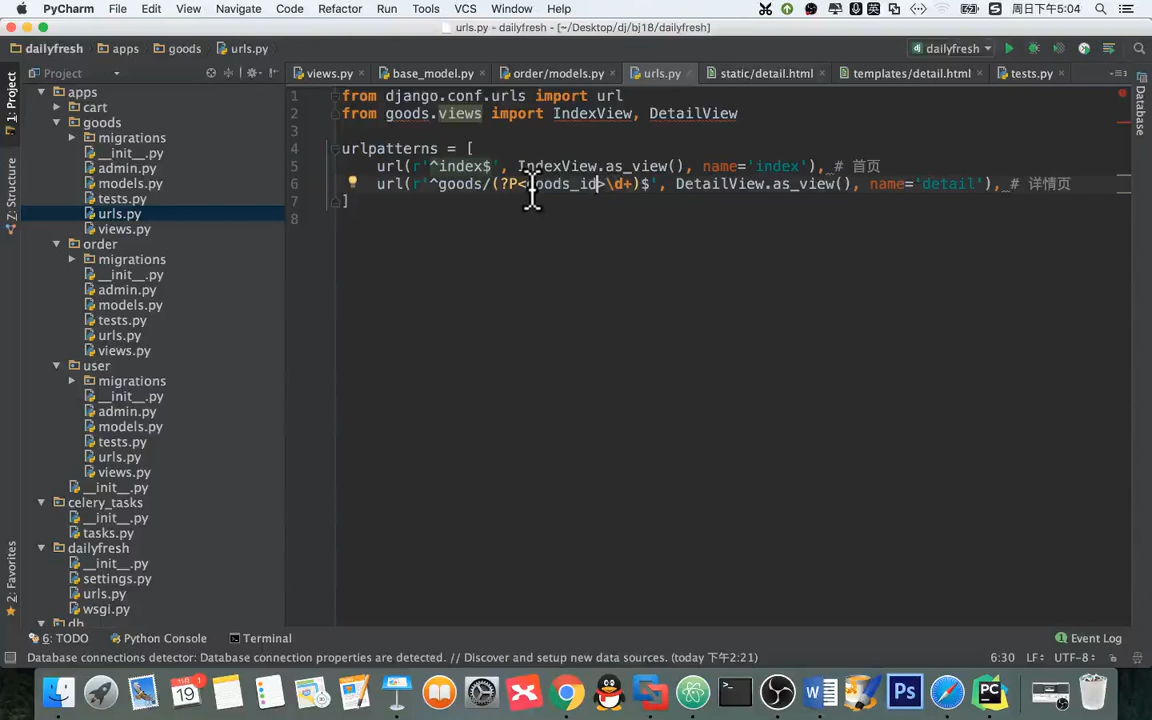 PyCharm File Edit View Navigate Code Refactor Run Tools VCS Window Help 周日下午5:04
urls.py - dailyfresh - [~/Desktop/dj/bj18/dailyfresh]
dailyfresh apps goods urls.py dailyfresh
Project views.py base_model.py order/models.py urls.py static/detail.html templates/detail.html tests.py
1: Project
Z: Structure
2: Favorites
Database
apps
cart
goods
migrations
__init__.py
admin.py
models.py
tests.py
urls.py
views.py
order
migrations
__init__.py
admin.py
models.py
tests.py
urls.py
views.py
user
migrations
__init__.py
admin.py
models.py
tests.py
urls.py
views.py
__init__.py
celery_tasks
__init__.py
tasks.py
dailyfresh
__init__.py
settings.py
urls.py
wsgi.py
dh
1 from django.conf.urls import url
2 from goods.views import IndexView, DetailView
3
4 urlpatterns = [
5 url(r'^index$', IndexView.as_view(), name='index'), # 首页
6 url(r'^goods/(?P<goods_id>\d+)$', DetailView.as_view(), name='detail'), # 详情页
7 ]
8
6: TODO Python Console Terminal 1 Event Log
Database connections detector: Database connection properties are detected. // Discover and setup new data sources. (today 下午2:21) 6:30 LF UTF-8